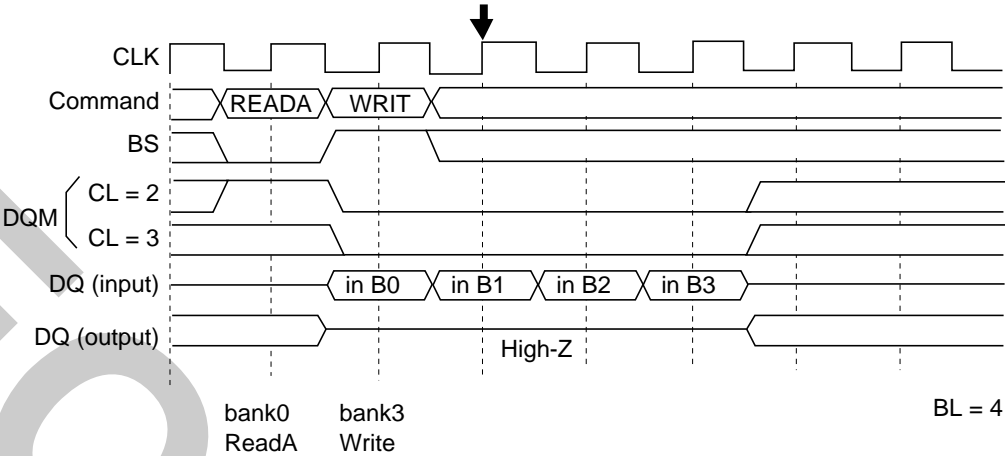 CLK
Command READA WRIT
BS
DQM
CL = 2
CL = 3
DQ (input) in B0 in B1 in B2 in B3
DQ (output)
High-Z
bank0 bank3 BL = 4
ReadA Write